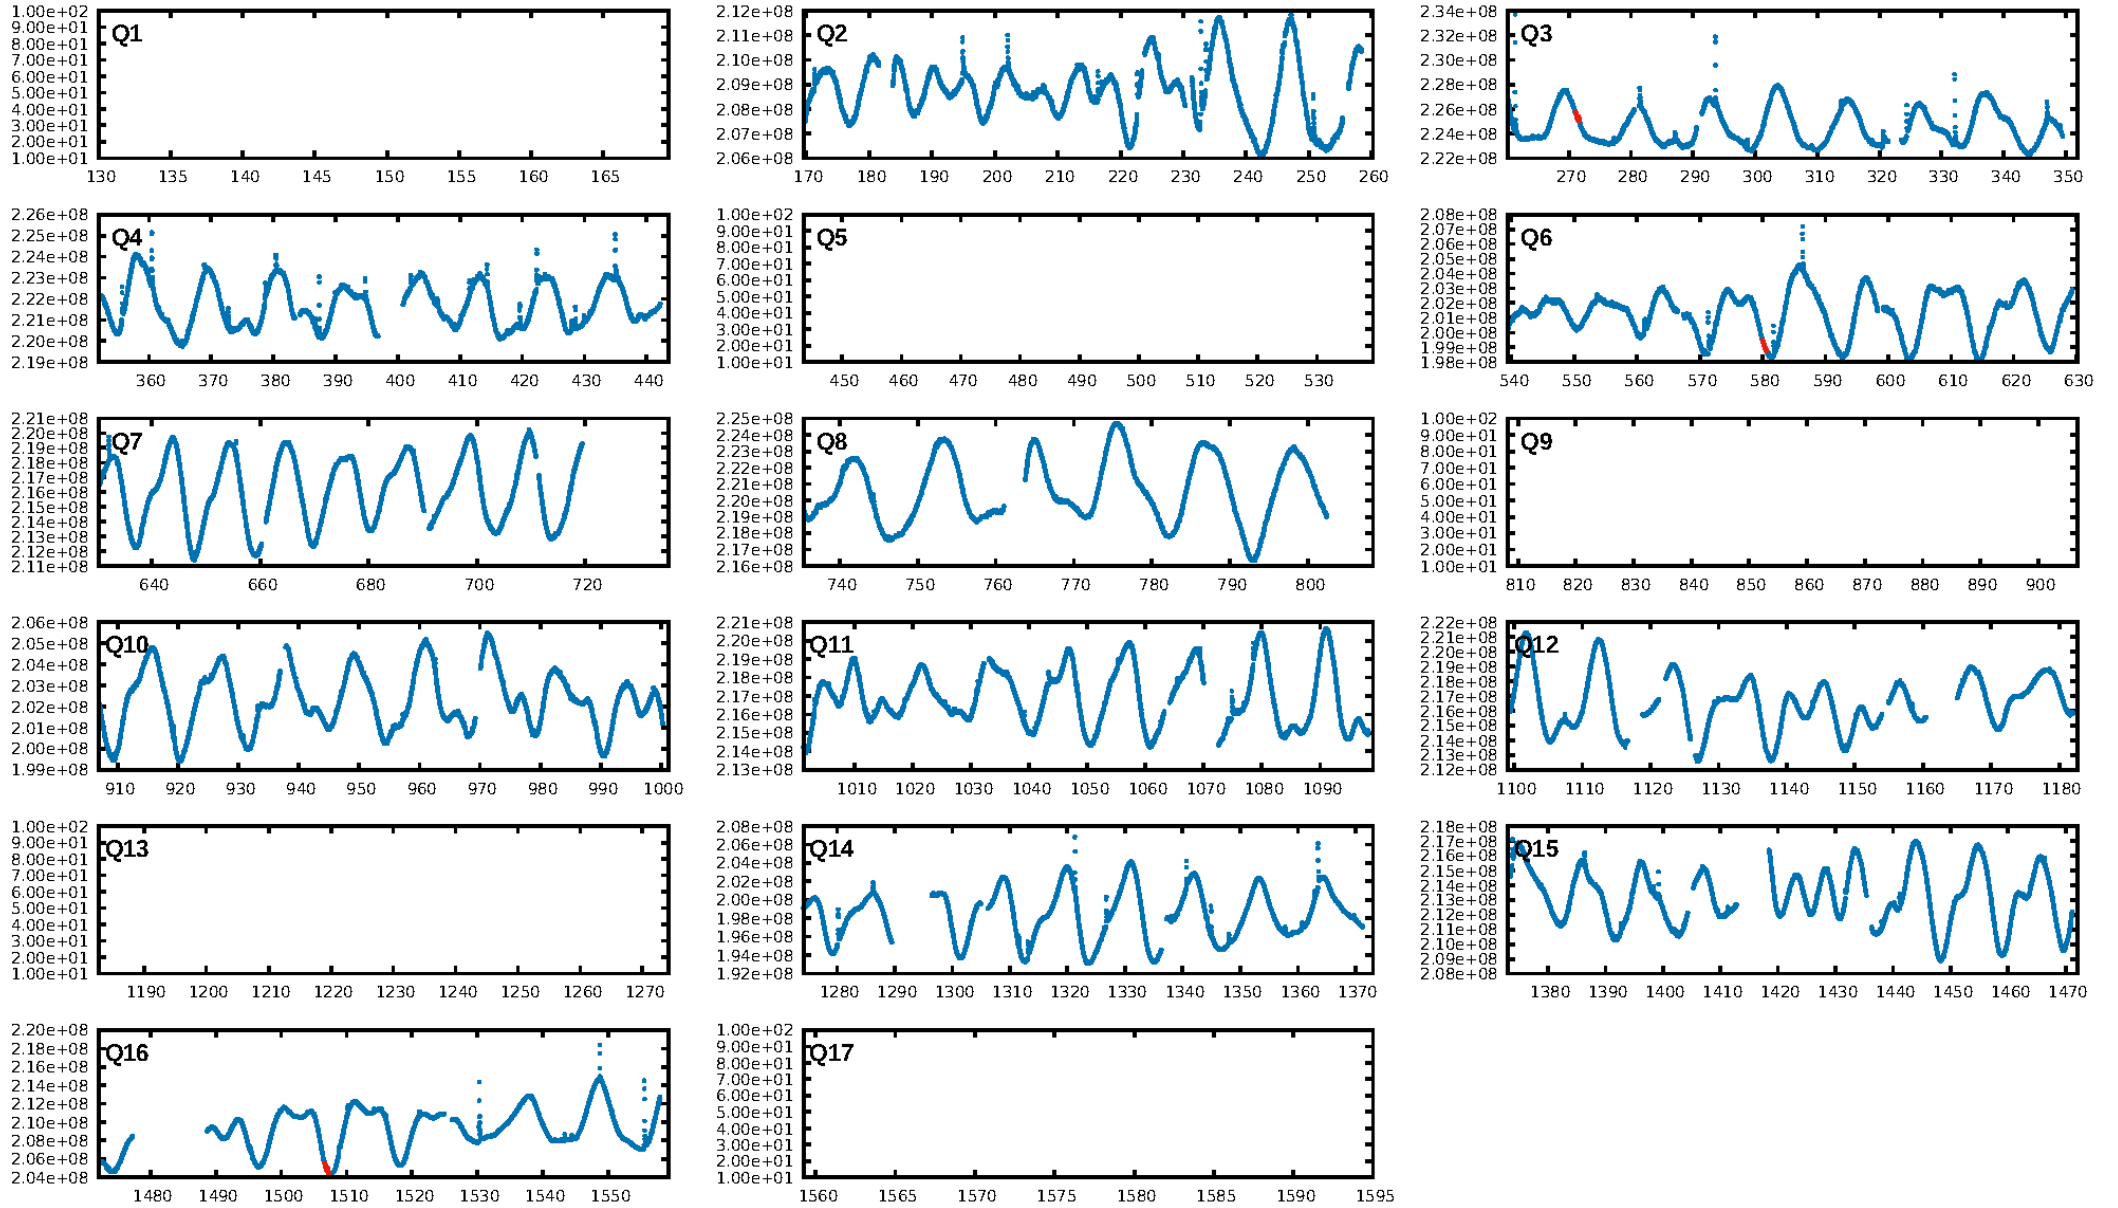 Q1
1.00e+02
9.00e+01
8.00e+01
7.00e+01
6.00e+01
5.00e+01
4.00e+01
3.00e+01
2.00e+01
1.00e+01
130 135 140 145 150 155 160 165
Q2
2.12e+08
2.11e+08
2.10e+08
2.09e+08
2.08e+08
2.07e+08
2.06e+08
170 180 190 200 210 220 230 240 250 260
Q3
2.34e+08
2.32e+08
2.30e+08
2.28e+08
2.26e+08
2.24e+08
2.22e+08
270 280 290 300 310 320 330 340 350
Q4
2.26e+08
2.25e+08
2.24e+08
2.23e+08
2.22e+08
2.21e+08
2.20e+08
2.19e+08
360 370 380 390 400 410 420 430 440
Q5
1.00e+02
9.00e+01
8.00e+01
7.00e+01
6.00e+01
5.00e+01
4.00e+01
3.00e+01
2.00e+01
1.00e+01
450 460 470 480 490 500 510 520 530
Q6
2.08e+08
2.07e+08
2.06e+08
2.05e+08
2.04e+08
2.03e+08
2.02e+08
2.01e+08
2.00e+08
1.99e+08
1.98e+08
540 550 560 570 580 590 600 610 620 630
Q7
2.21e+08
2.20e+08
2.19e+08
2.18e+08
2.17e+08
2.16e+08
2.15e+08
2.14e+08
2.13e+08
2.12e+08
2.11e+08
640 660 680 700 720
Q8
2.25e+08
2.24e+08
2.23e+08
2.22e+08
2.21e+08
2.20e+08
2.19e+08
2.18e+08
2.17e+08
2.16e+08
740 750 760 770 780 790 800
Q9
1.00e+02
9.00e+01
8.00e+01
7.00e+01
6.00e+01
5.00e+01
4.00e+01
3.00e+01
2.00e+01
1.00e+01
810 820 830 840 850 860 870 880 890 900
Q10
2.06e+08
2.05e+08
2.04e+08
2.03e+08
2.02e+08
2.01e+08
2.00e+08
1.99e+08
910 920 930 940 950 960 970 980 990 1000
Q11
2.21e+08
2.20e+08
2.19e+08
2.18e+08
2.17e+08
2.16e+08
2.15e+08
2.14e+08
2.13e+08
1010 1020 1030 1040 1050 1060 1070 1080 1090
Q12
2.22e+08
2.21e+08
2.20e+08
2.19e+08
2.18e+08
2.17e+08
2.16e+08
2.15e+08
2.14e+08
2.13e+08
2.12e+08
1100 1110 1120 1130 1140 1150 1160 1170 1180
Q13
1.00e+02
9.00e+01
8.00e+01
7.00e+01
6.00e+01
5.00e+01
4.00e+01
3.00e+01
2.00e+01
1.00e+01
1190 1200 1210 1220 1230 1240 1250 1260 1270
Q14
2.08e+08
2.06e+08
2.04e+08
2.02e+08
2.00e+08
1.98e+08
1.96e+08
1.94e+08
1.92e+08
1280 1290 1300 1310 1320 1330 1340 1350 1360 1370
Q15
2.18e+08
2.17e+08
2.16e+08
2.15e+08
2.14e+08
2.13e+08
2.12e+08
2.11e+08
2.10e+08
2.09e+08
2.08e+08
1380 1390 1400 1410 1420 1430 1440 1450 1460 1470
Q16
2.20e+08
2.18e+08
2.16e+08
2.14e+08
2.12e+08
2.10e+08
2.08e+08
2.06e+08
2.04e+08
1480 1490 1500 1510 1520 1530 1540 1550
Q17
1.00e+02
9.00e+01
8.00e+01
7.00e+01
6.00e+01
5.00e+01
4.00e+01
3.00e+01
2.00e+01
1.00e+01
1560 1565 1570 1575 1580 1585 1590 1595